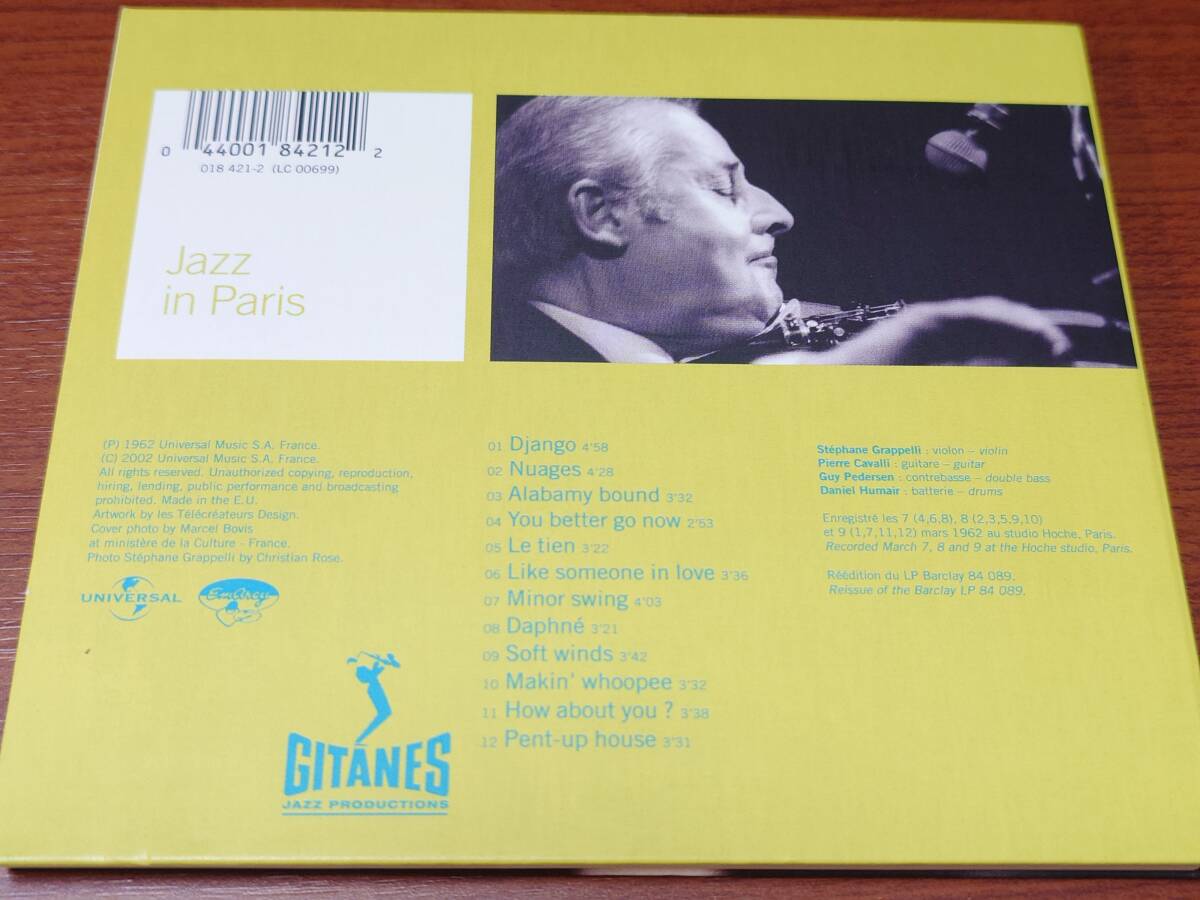 0 44001 84212 2
018 421-2 (LC 00699)
Jazz
in Paris
(P) 1962 Universal Music S.A. France.
(C) 2002 Universal Music S.A. France.
All rights reserved. Unauthorized copying, reproduction,
hiring, lending, public performance and broadcasting
prohibited. Made in the E.U.
Artwork by les Télécréateurs Design.
Cover photo by Marcel Bovis
at ministère de la Culture - France.
Photo Stéphane Grappelli by Christian Rose.
UNIVERSAL
EmArcy
GITANES
JAZZ PRODUCTIONS
01 Django 4'58
02 Nuages 4'28
03 Alabamy bound 3'32
04 You better go now 2'53
05 Le tien 3'22
06 Like someone in love 3'36
07 Minor swing 4'03
08 Daphné 3'21
09 Soft winds 3'42
10 Makin' whoopee 3'32
11 How about you ? 3'38
12 Pent-up house 3'31
Stéphane Grappelli : violon – violin
Pierre Cavalli : guitare – guitar
Guy Pedersen : contrebasse – double bass
Daniel Humair : batterie – drums
Enregistré les 7 (4,6,8), 8 (2,3,5,9,10)
et 9 (1,7,11,12) mars 1962 au studio Hoche, Paris.
Recorded March 7, 8 and 9 at the Hoche studio, Paris.
Réédition du LP Barclay 84 089.
Reissue of the Barclay LP 84 089.